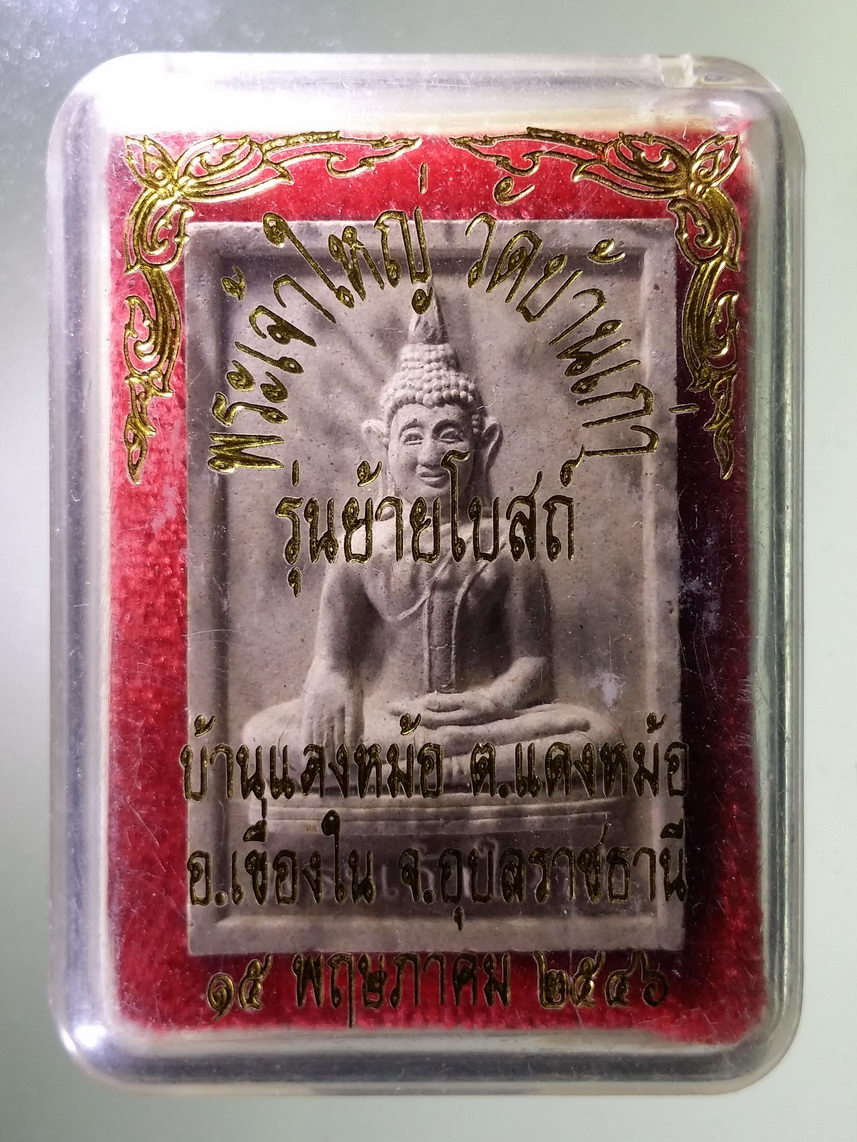 พระเจ้าใหญ่ วัดบ้านเก่า
รุ่นย้ายโบสถ์
บ้านแดงหม้อ ต.แดงหม้อ
อ.เขื่องใน จ.อุบลราชธานี
๑๕ พฤษภาคม ๒๕๔๖